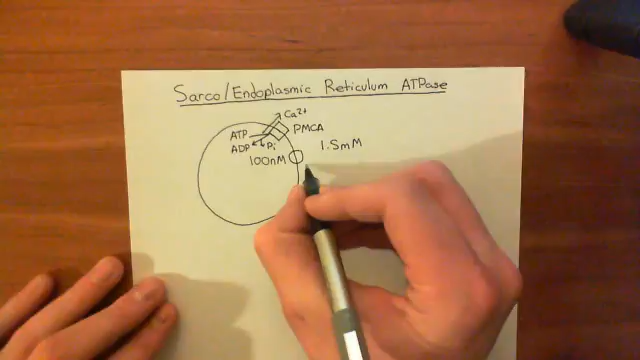 Sarco/Endoplasmic Reticulum ATPase
Ca²⁺
ATP
PMCA
ADP
Pi
100nM
1.5mM